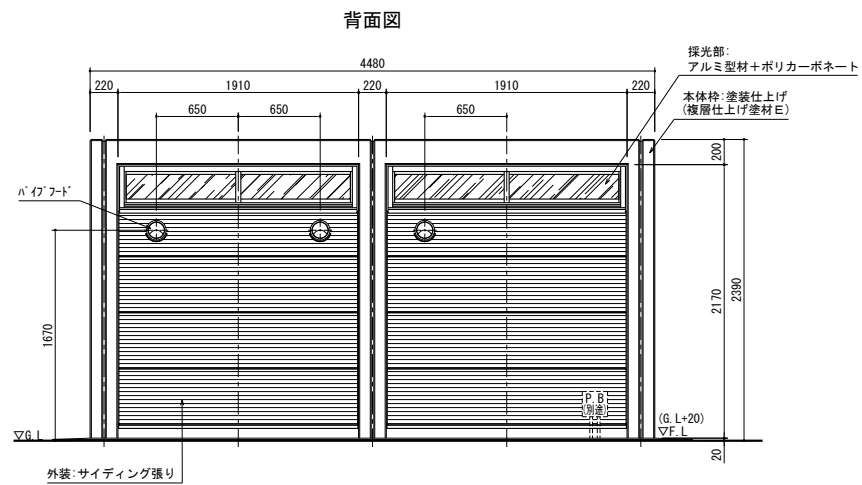 背面図
4480
220 1910 220 1910 220
650 650 650
採光部:
アルミ型材+ポリカーボネート
本体枠:塗装仕上げ
(複層仕上げ塗材E)
パイプフード
200
2170
2390
1670
P.B
(別途)
(G.L+20)
▽F.L
▽G.L
20
外装:サイディング張り